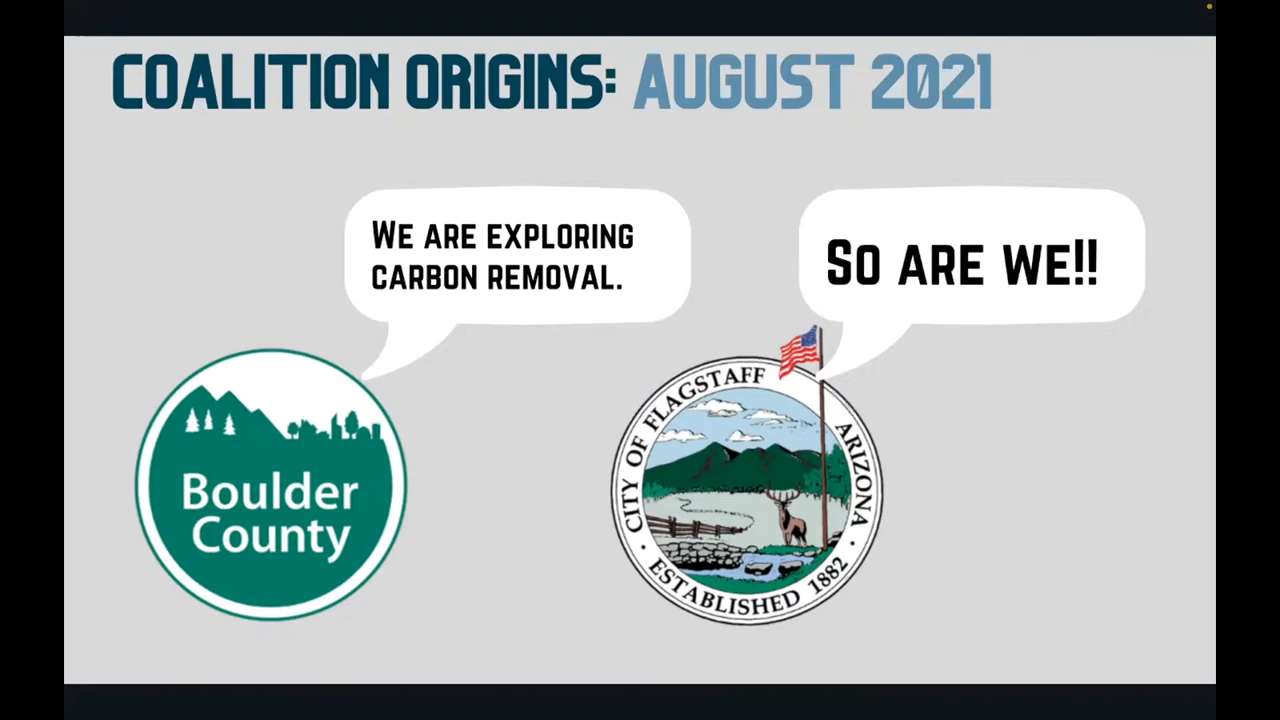 COALITION ORIGINS: AUGUST 2021
WE ARE EXPLORING
CARBON REMOVAL.
SO ARE WE!!
Boulder
County
CITY OF FLAGSTAFF ARIZONA
· ESTABLISHED 1882 ·